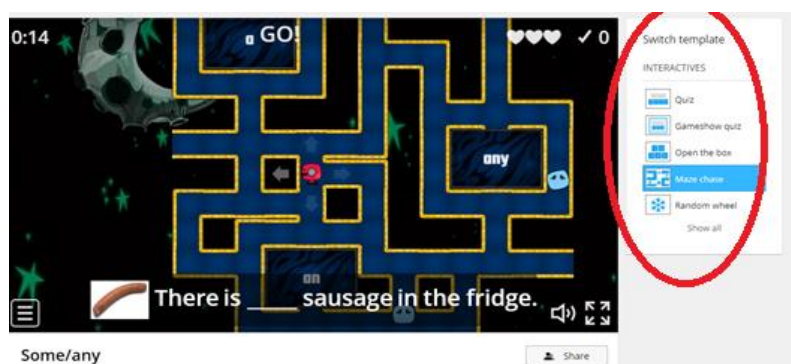 0:14
a GO!
✓ 0
any
an
There is ____ sausage in the fridge.
Some/any
Share
Switch template
INTERACTIVES
Quiz
Gameshow quiz
Open the box
Maze chase
Random wheel
Show all